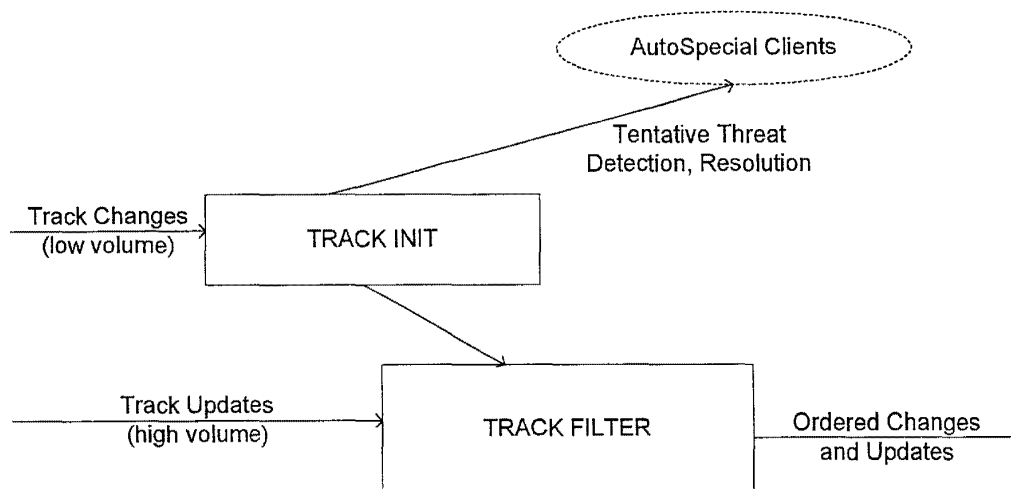 AutoSpecial Clients
Tentative Threat
Detection, Resolution
Track Changes
(low volume)
TRACK INIT
Track Updates
(high volume)
TRACK FILTER
Ordered Changes
and Updates